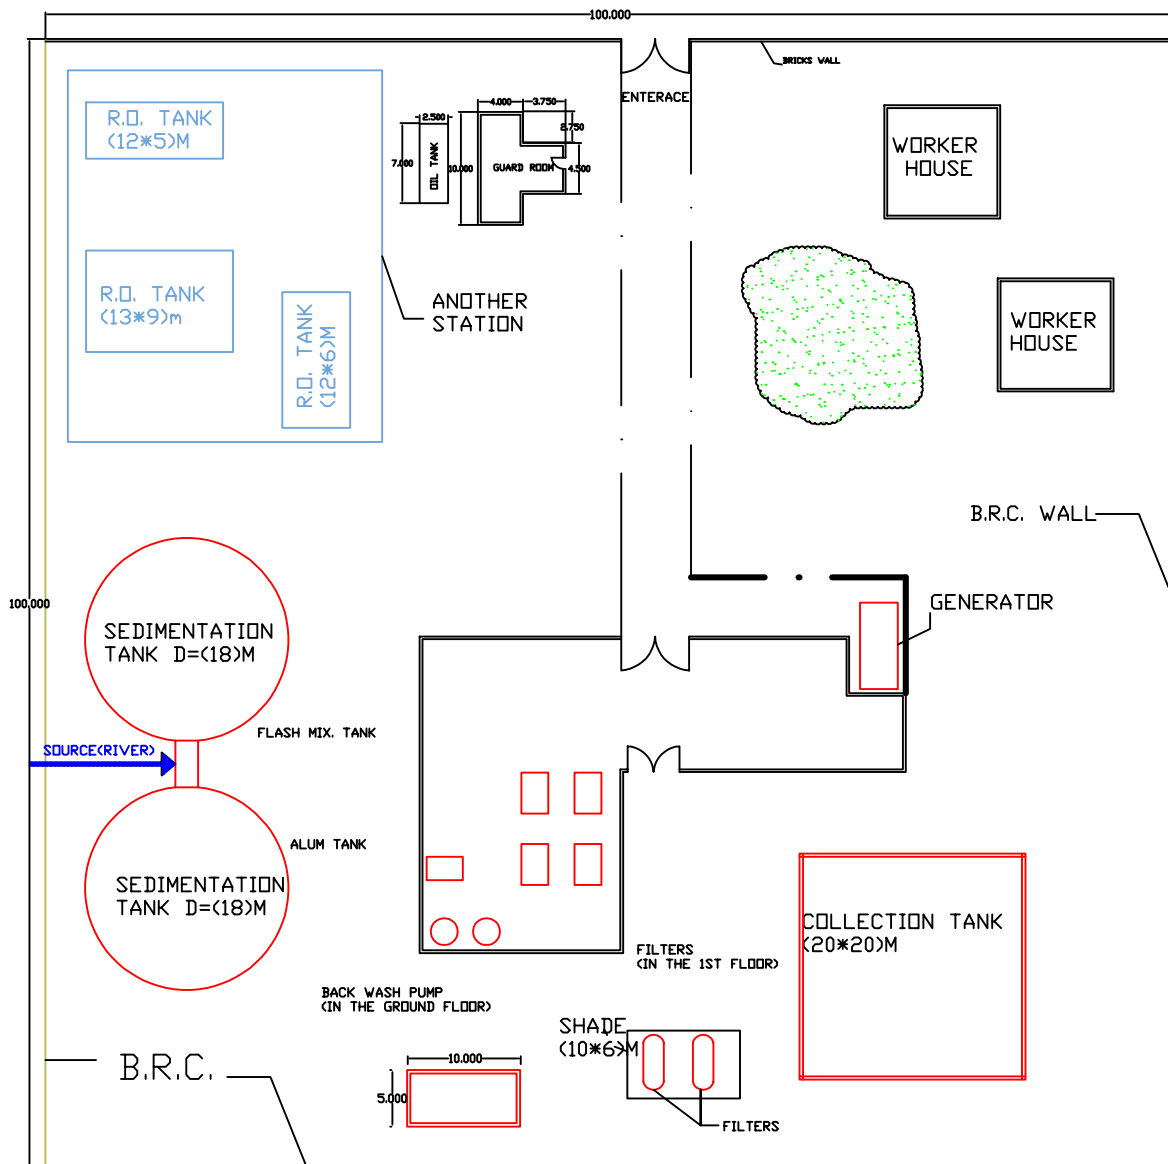 100.000
BRICKS WALL
ENTERACE
R.O. TANK
(12*5)M
4.000
3.750
2.500
2.750
7.000
OIL TANK
10.000
GUARD ROOM
4.500
WORKER
HOUSE
R.O. TANK
(13*9)m
R.O. TANK
(12*6)M
ANOTHER
STATION
WORKER
HOUSE
B.R.C. WALL
100.000
GENERATOR
SEDIMENTATION
TANK D=(18)M
FLASH MIX. TANK
SOURCE(RIVER)
ALUM TANK
SEDIMENTATION
TANK D=(18)M
COLLECTION TANK
(20*20)M
FILTERS
(IN THE 1ST FLOOR)
BACK WASH PUMP
(IN THE GROUND FLOOR)
SHADE
(10*6)M
B.R.C.
10.000
5.000
FILTERS